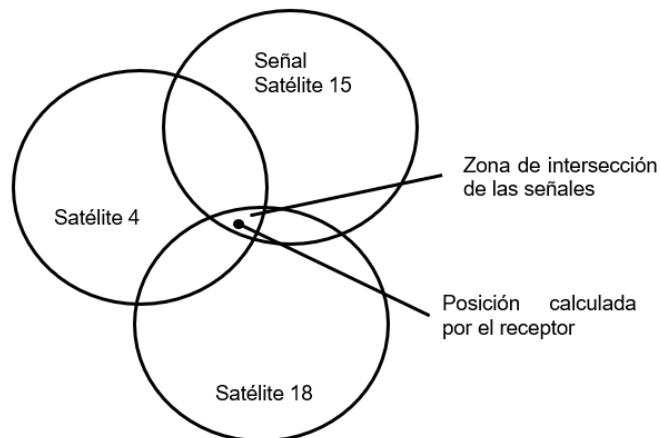 Señal
Satélite 15
Zona de intersección
de las señales
Satélite 4
Posición calculada
por el receptor
Satélite 18